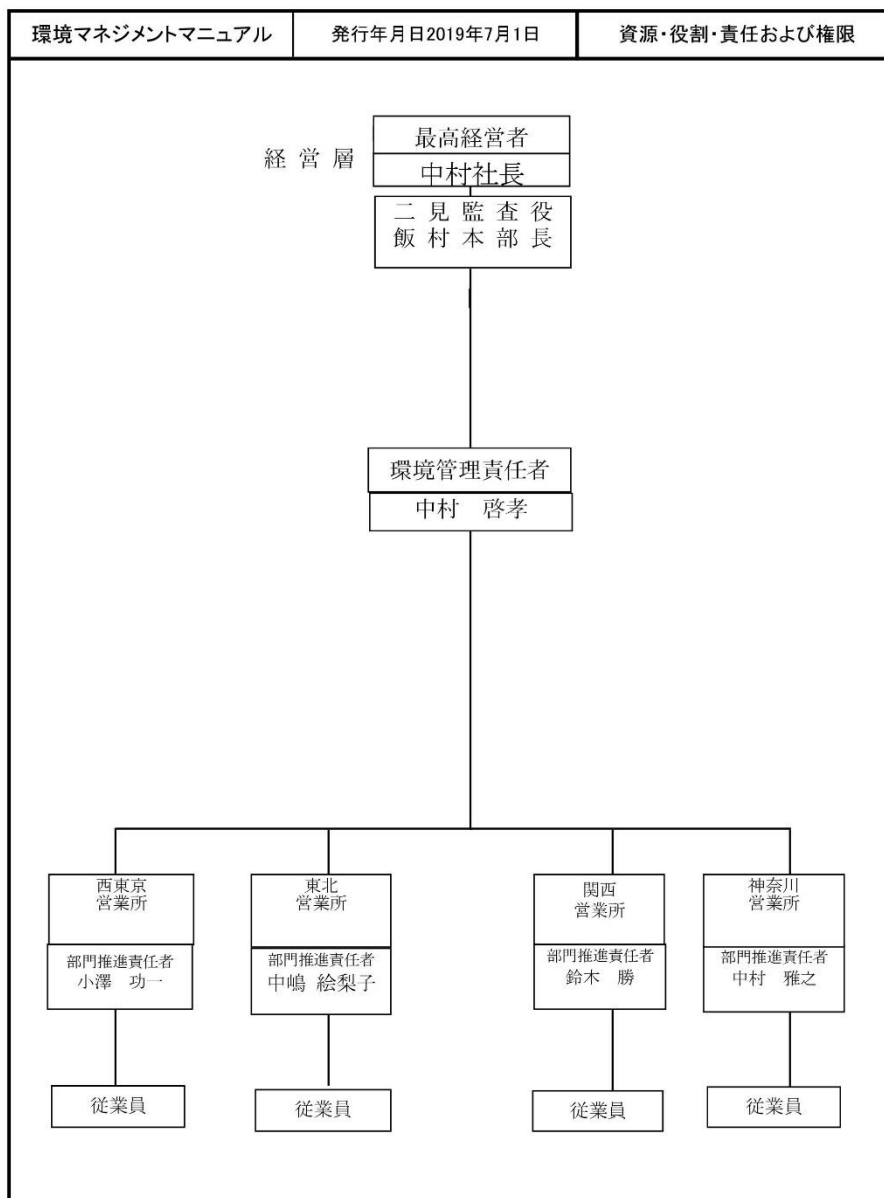 環境マネジメントマニュアル
発行年月日2019年7月1日
資源・役割・責任および権限
経 営 層
最高経営者
中村社長
二 見 監 査 役
飯 村 本 部 長
環境管理責任者
中村　啓孝
西東京
営業所
部門推進責任者
小澤　功一
従業員
東北
営業所
部門推進責任者
中嶋 絵梨子
従業員
関西
営業所
部門推進責任者
鈴木　勝
従業員
神奈川
営業所
部門推進責任者
中村　雅之
従業員